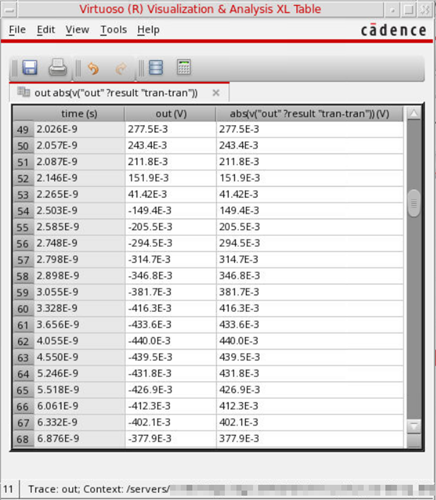 Virtuoso (R) Visualization & Analysis XL Table
File Edit View Tools Help cādence
out abs(v("out" ?result "tran-tran"))
time (s) out (V) abs(v("out" ?result "tran-tran")) (V)
49 2.026E-9 277.5E-3 277.5E-3
50 2.057E-9 243.4E-3 243.4E-3
51 2.087E-9 211.8E-3 211.8E-3
52 2.146E-9 151.9E-3 151.9E-3
53 2.265E-9 41.42E-3 41.42E-3
54 2.503E-9 -149.4E-3 149.4E-3
55 2.585E-9 -205.5E-3 205.5E-3
56 2.748E-9 -294.5E-3 294.5E-3
57 2.798E-9 -314.7E-3 314.7E-3
58 2.898E-9 -346.8E-3 346.8E-3
59 3.055E-9 -381.7E-3 381.7E-3
60 3.328E-9 -416.3E-3 416.3E-3
61 3.656E-9 -433.6E-3 433.6E-3
62 4.055E-9 -440.0E-3 440.0E-3
63 4.550E-9 -439.5E-3 439.5E-3
64 5.246E-9 -431.8E-3 431.8E-3
65 5.518E-9 -426.9E-3 426.9E-3
66 6.061E-9 -412.3E-3 412.3E-3
67 6.332E-9 -402.1E-3 402.1E-3
68 6.876E-9 -377.9E-3 377.9E-3
11 Trace: out; Context: /servers/